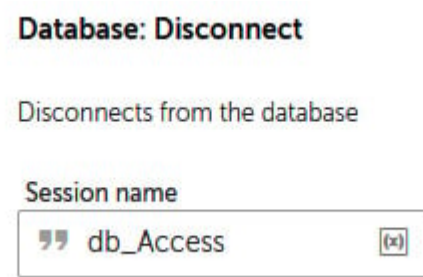 Database: Disconnect
Disconnects from the database
Session name
" db_Access (x)